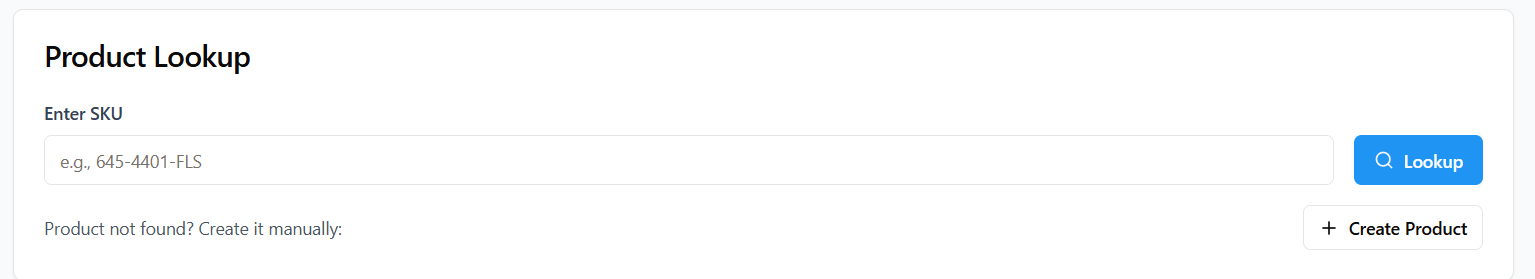 Product Lookup
Enter SKU
e.g., 645-4401-FLS
Lookup
Product not found? Create it manually:
Create Product